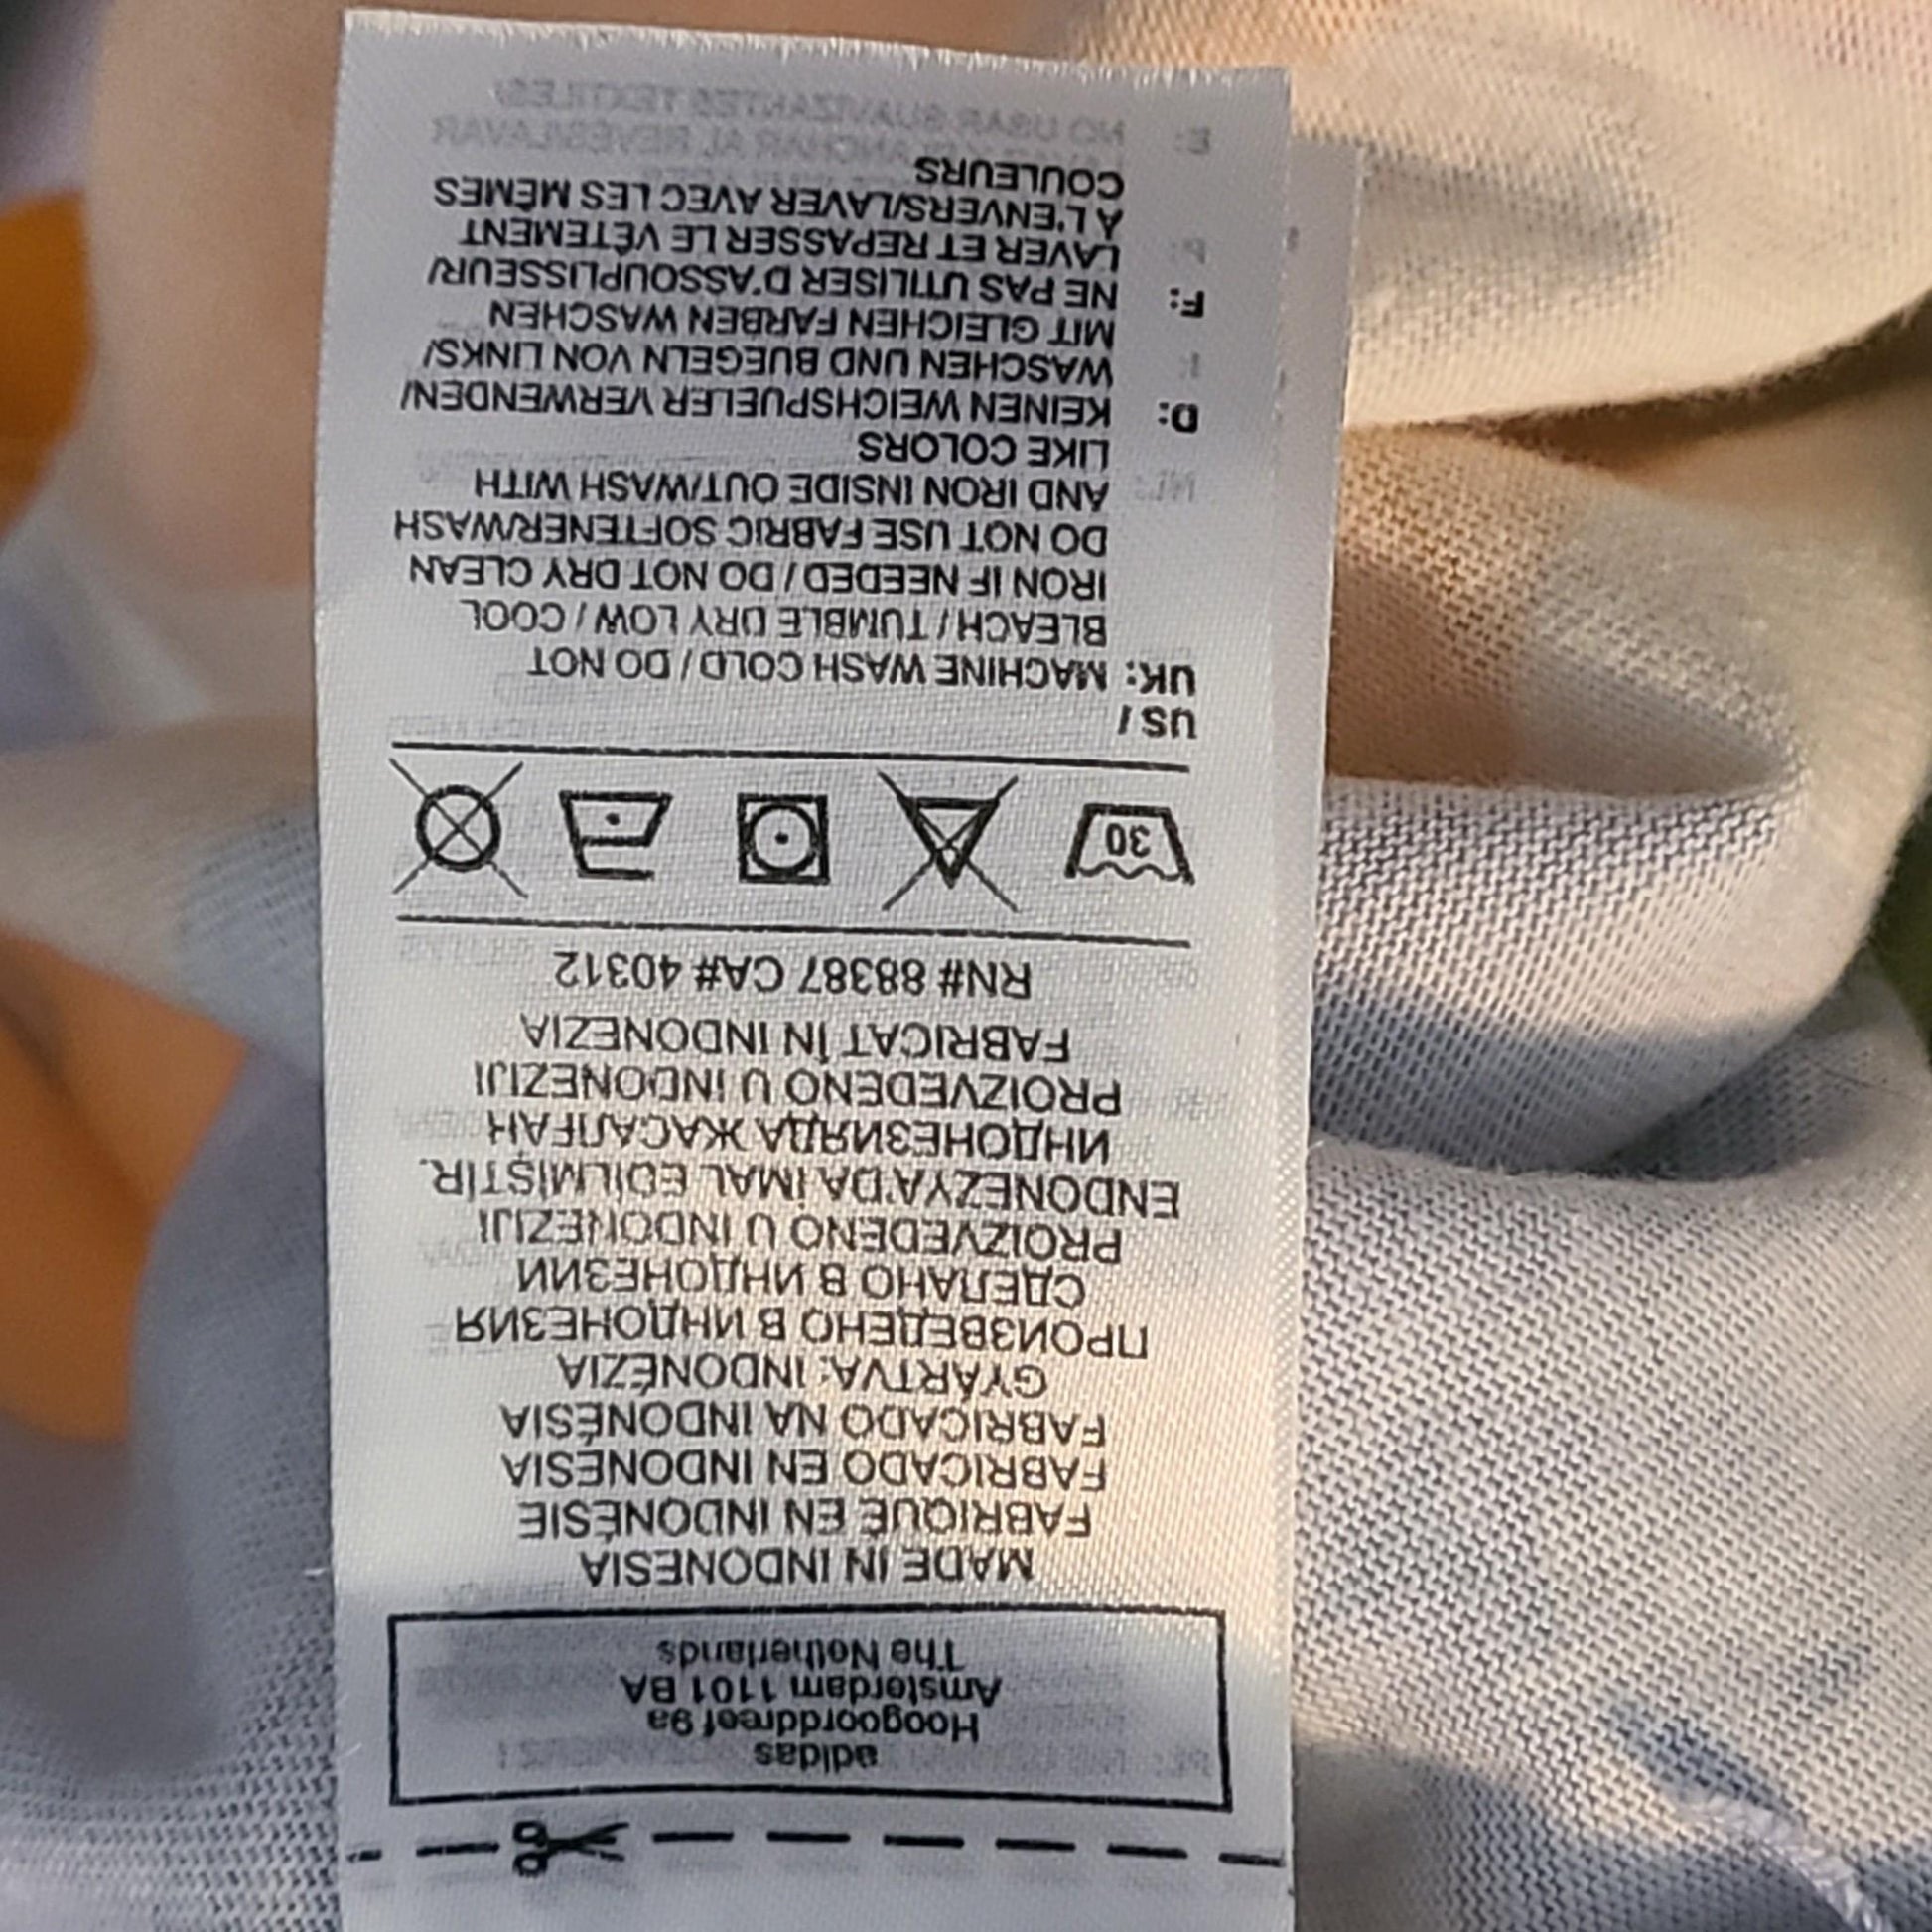 adidas
Hoogoorddreef 9a
Amsterdam 1101 BA
The Netherlands
MADE IN INDONESIA
FABRIQUÉ EN INDONÉSIE
FABRICADO EN INDONESIA
FABRICADO NA INDONÉSIA
GYÁRTVA: INDONÉZIA
ПРОИЗВЕДЕНО В ИНДОНЕЗИЯ
СДЕЛАНО В ИНДОНЕЗИИ
PROIZVEDENO U INDONEZIJI
ENDONEZYA'DA İMAL EDİLMİŞTİR.
ИНДОНЕЗИЯДА ЖАСАЛҒАН
PROIZVEDENO U INDONEZIJI
FABRICAT ÎN INDONEZIA
RN# 88387 CA# 40312
30
US /
UK: MACHINE WASH COLD / DO NOT
BLEACH / TUMBLE DRY LOW / COOL
IRON IF NEEDED / DO NOT DRY CLEAN
DO NOT USE FABRIC SOFTENER/WASH
AND IRON INSIDE OUT/WASH WITH
LIKE COLORS
D: KEINEN WEICHSPUELER VERWENDEN/
WASCHEN UND BUEGELN VON LINKS/
MIT GLEICHEN FARBEN WASCHEN
F: NE PAS UTILISER D'ASSOUPLISSEUR/
LAVER ET REPASSER LE VÊTEMENT
À L'ENVERS/LAVER AVEC LES MÊMES
COULEURS